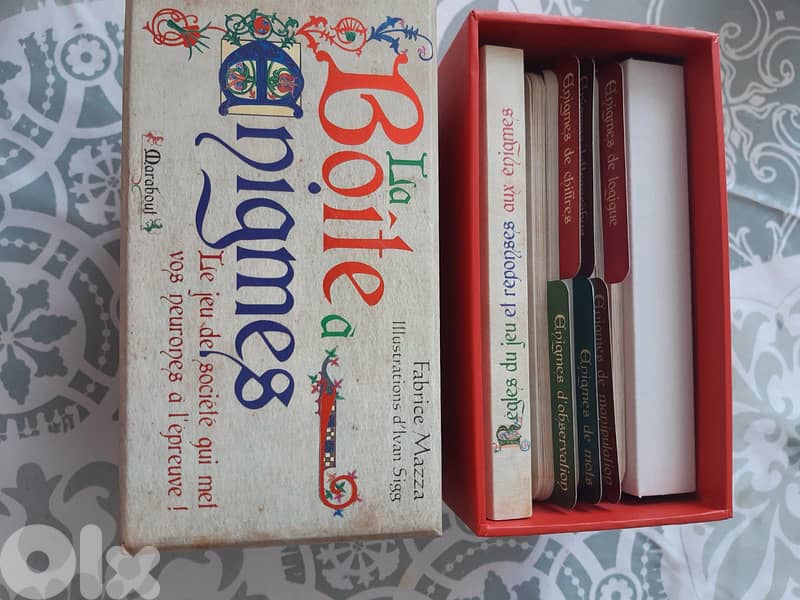 La
Boîte à
Enigmes
Fabrice Mazza
Illustrations d'Ivan Sigg
Le jeu de société qui met
vos neurones à l'épreuve !
Marabout
Règles du jeu et réponses aux énigmes
Enigmes de chiffres
Enigmes de logique
Enigmes d'observation
Enigmes de mots
Enigmes de manipulation
olx